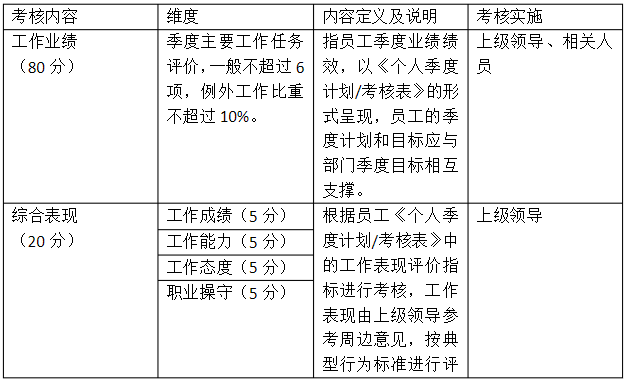 考核内容
维度
内容定义及说明
考核实施
工作业绩
（80 分）
季度主要工作任务
评价，一般不超过 6
项，例外工作比重
不超过 10%。
指员工季度业绩绩
效，以《个人季度
计划/考核表》的形
式呈现，员工的季
度计划和目标应与
部门季度目标相互
支撑。
上级领导、相关人
员
综合表现
（20 分）
工作成绩（5 分）
工作能力（5 分）
工作态度（5 分）
职业操守（5 分）
根据员工《个人季
度计划/考核表》中
的工作表现评价指
标进行考核，工作
表现由上级领导参
考周边意见，按典
型行为标准进行评
上级领导